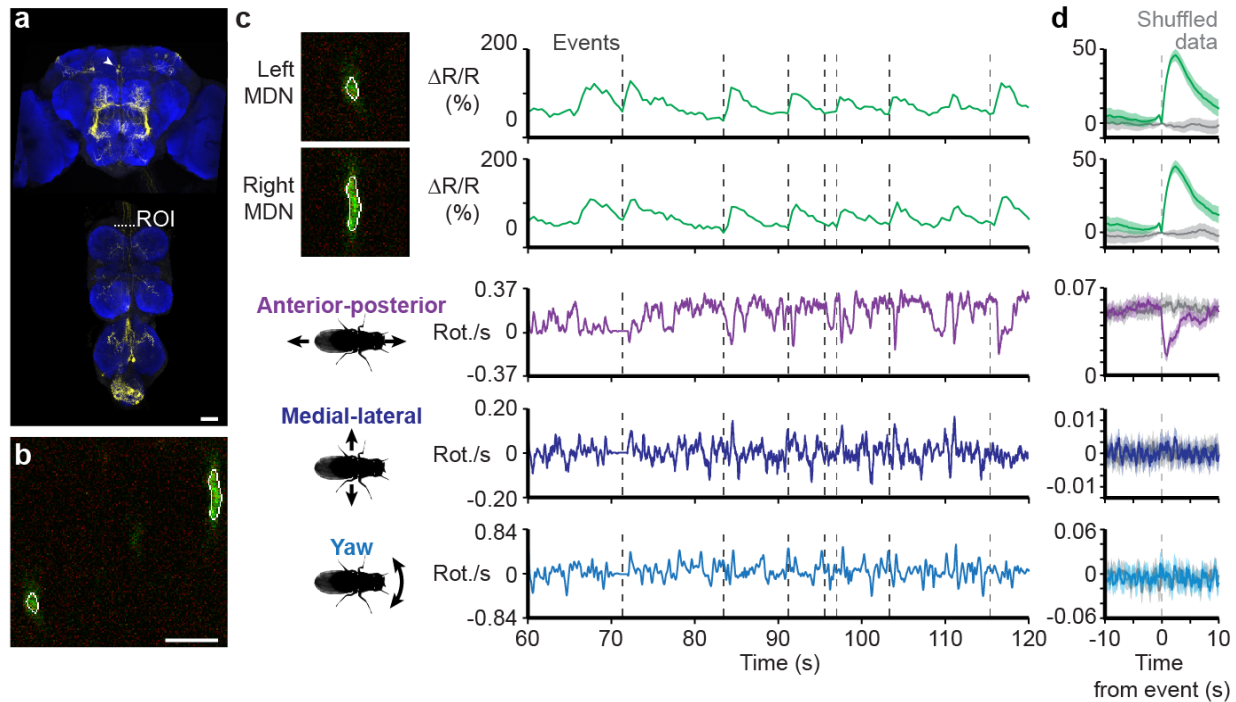 a
ROI
b
c
Left
MDN
Right
MDN
Anterior-posterior
Medial-lateral
Yaw
Events
200
ΔR/R
(%)
0
200
ΔR/R
(%)
0
0.37
Rot./s
0
-0.37
0.20
Rot./s
0
-0.20
0.84
Rot./s
0
-0.84
60
70
80
90
100
110
120
Time (s)
d
Shuffled
data
50
0
50
0
0.07
0
0.01
0
-0.01
0.06
0
-0.06
-10
0
10
Time
from event (s)